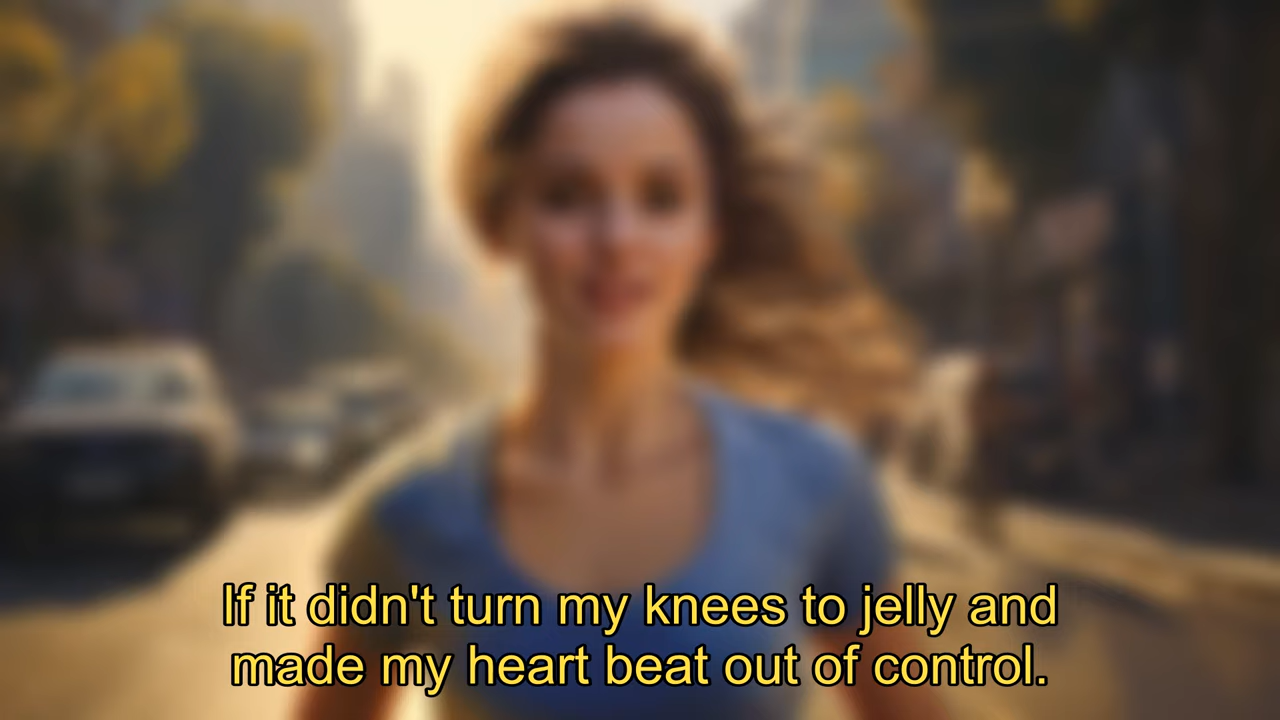 If it didn't turn my knees to jelly and
made my heart beat out of control.